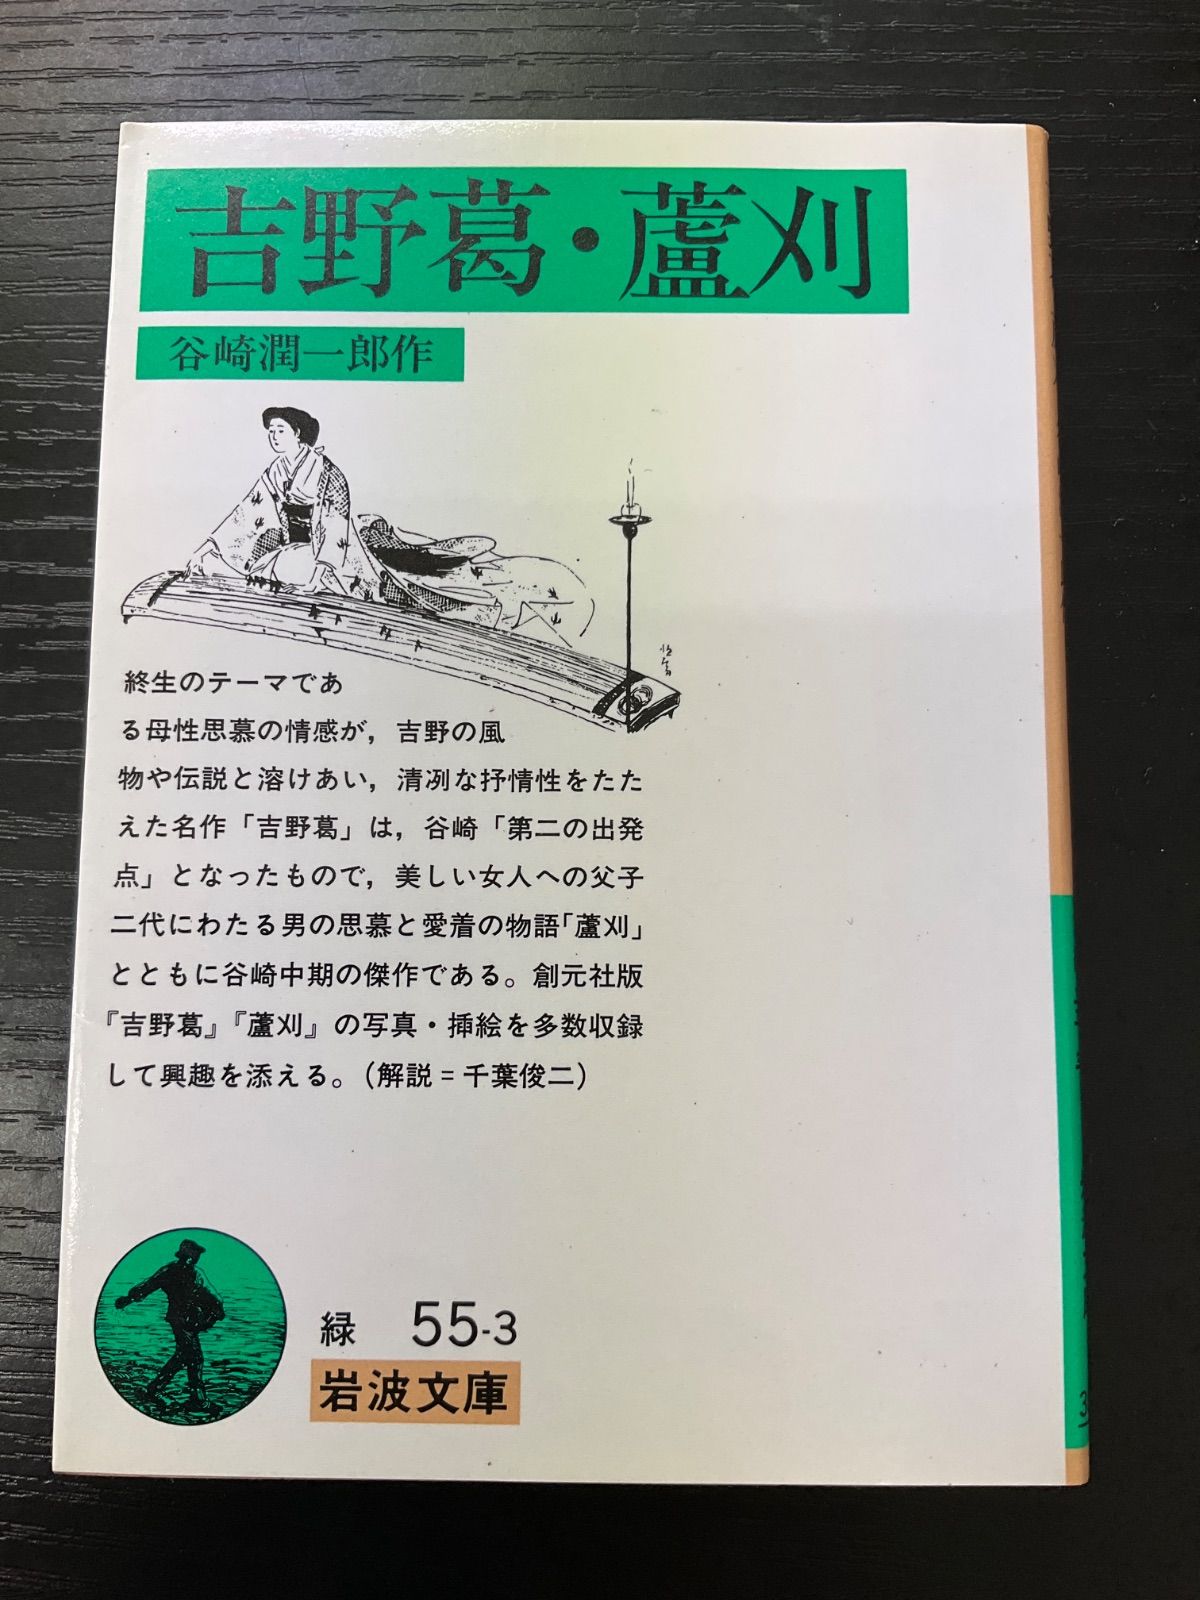 吉野葛・蘆刈
谷崎潤一郎作
終生のテーマであ
る母性思慕の情感が，吉野の風
物や伝説と溶けあい，清冽な抒情性をたた
えた名作「吉野葛」は，谷崎「第二の出発
点」となったもので，美しい女人への父子
二代にわたる男の思慕と愛着の物語「蘆刈」
とともに谷崎中期の傑作である。創元社版
『吉野葛』『蘆刈』の写真・挿絵を多数収録
して興趣を添える。（解説＝千葉俊二）
緑 55-3
岩波文庫